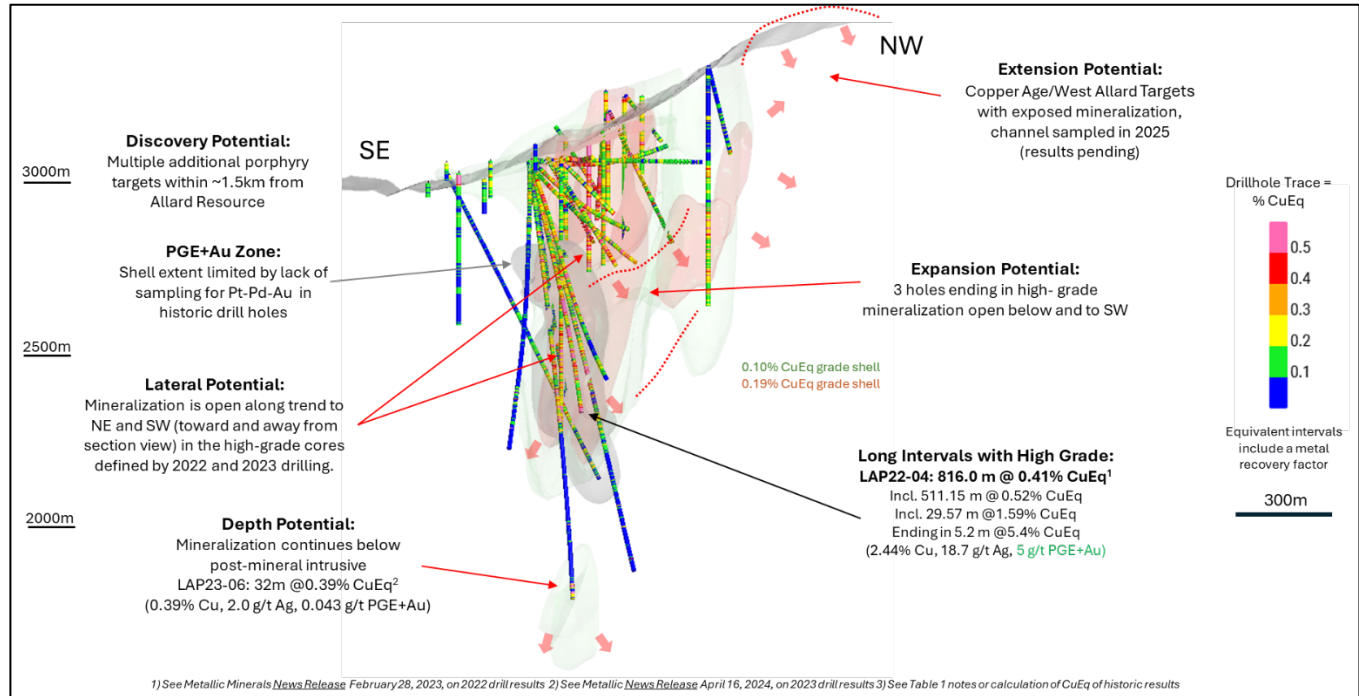 NW
SE
Extension Potential:
Copper Age/West Allard Targets
with exposed mineralization,
channel sampled in 2025
(results pending)
Discovery Potential:
Multiple additional porphyry
targets within ~1.5km from
Allard Resource
3000m
PGE+Au Zone:
Shell extent limited by lack of
sampling for Pt-Pd-Au in
historic drill holes
Expansion Potential:
3 holes ending in high- grade
mineralization open below and to SW
Drillhole Trace =
% CuEq
0.5
0.4
0.3
0.2
0.1
Equivalent intervals
include a metal
recovery factor
300m
2500m
0.10% CuEq grade shell
0.19% CuEq grade shell
Lateral Potential:
Mineralization is open along trend to
NE and SW (toward and away from
section view) in the high-grade cores
defined by 2022 and 2023 drilling.
Long Intervals with High Grade:
LAP22-04: 816.0 m @ 0.41% CuEq1
Incl. 511.15 m @ 0.52% CuEq
Incl. 29.57 m @1.59% CuEq
Ending in 5.2 m @5.4% CuEq
(2.44% Cu, 18.7 g/t Ag, 5 g/t PGE+Au)
2000m
Depth Potential:
Mineralization continues below
post-mineral intrusive
LAP23-06: 32m @0.39% CuEq2
(0.39% Cu, 2.0 g/t Ag, 0.043 g/t PGE+Au)
1) See Metallic Minerals News Release February 28, 2023, on 2022 drill results 2) See Metallic News Release April 16, 2024, on 2023 drill results 3) See Table 1 notes or calculation of CuEq of historic results